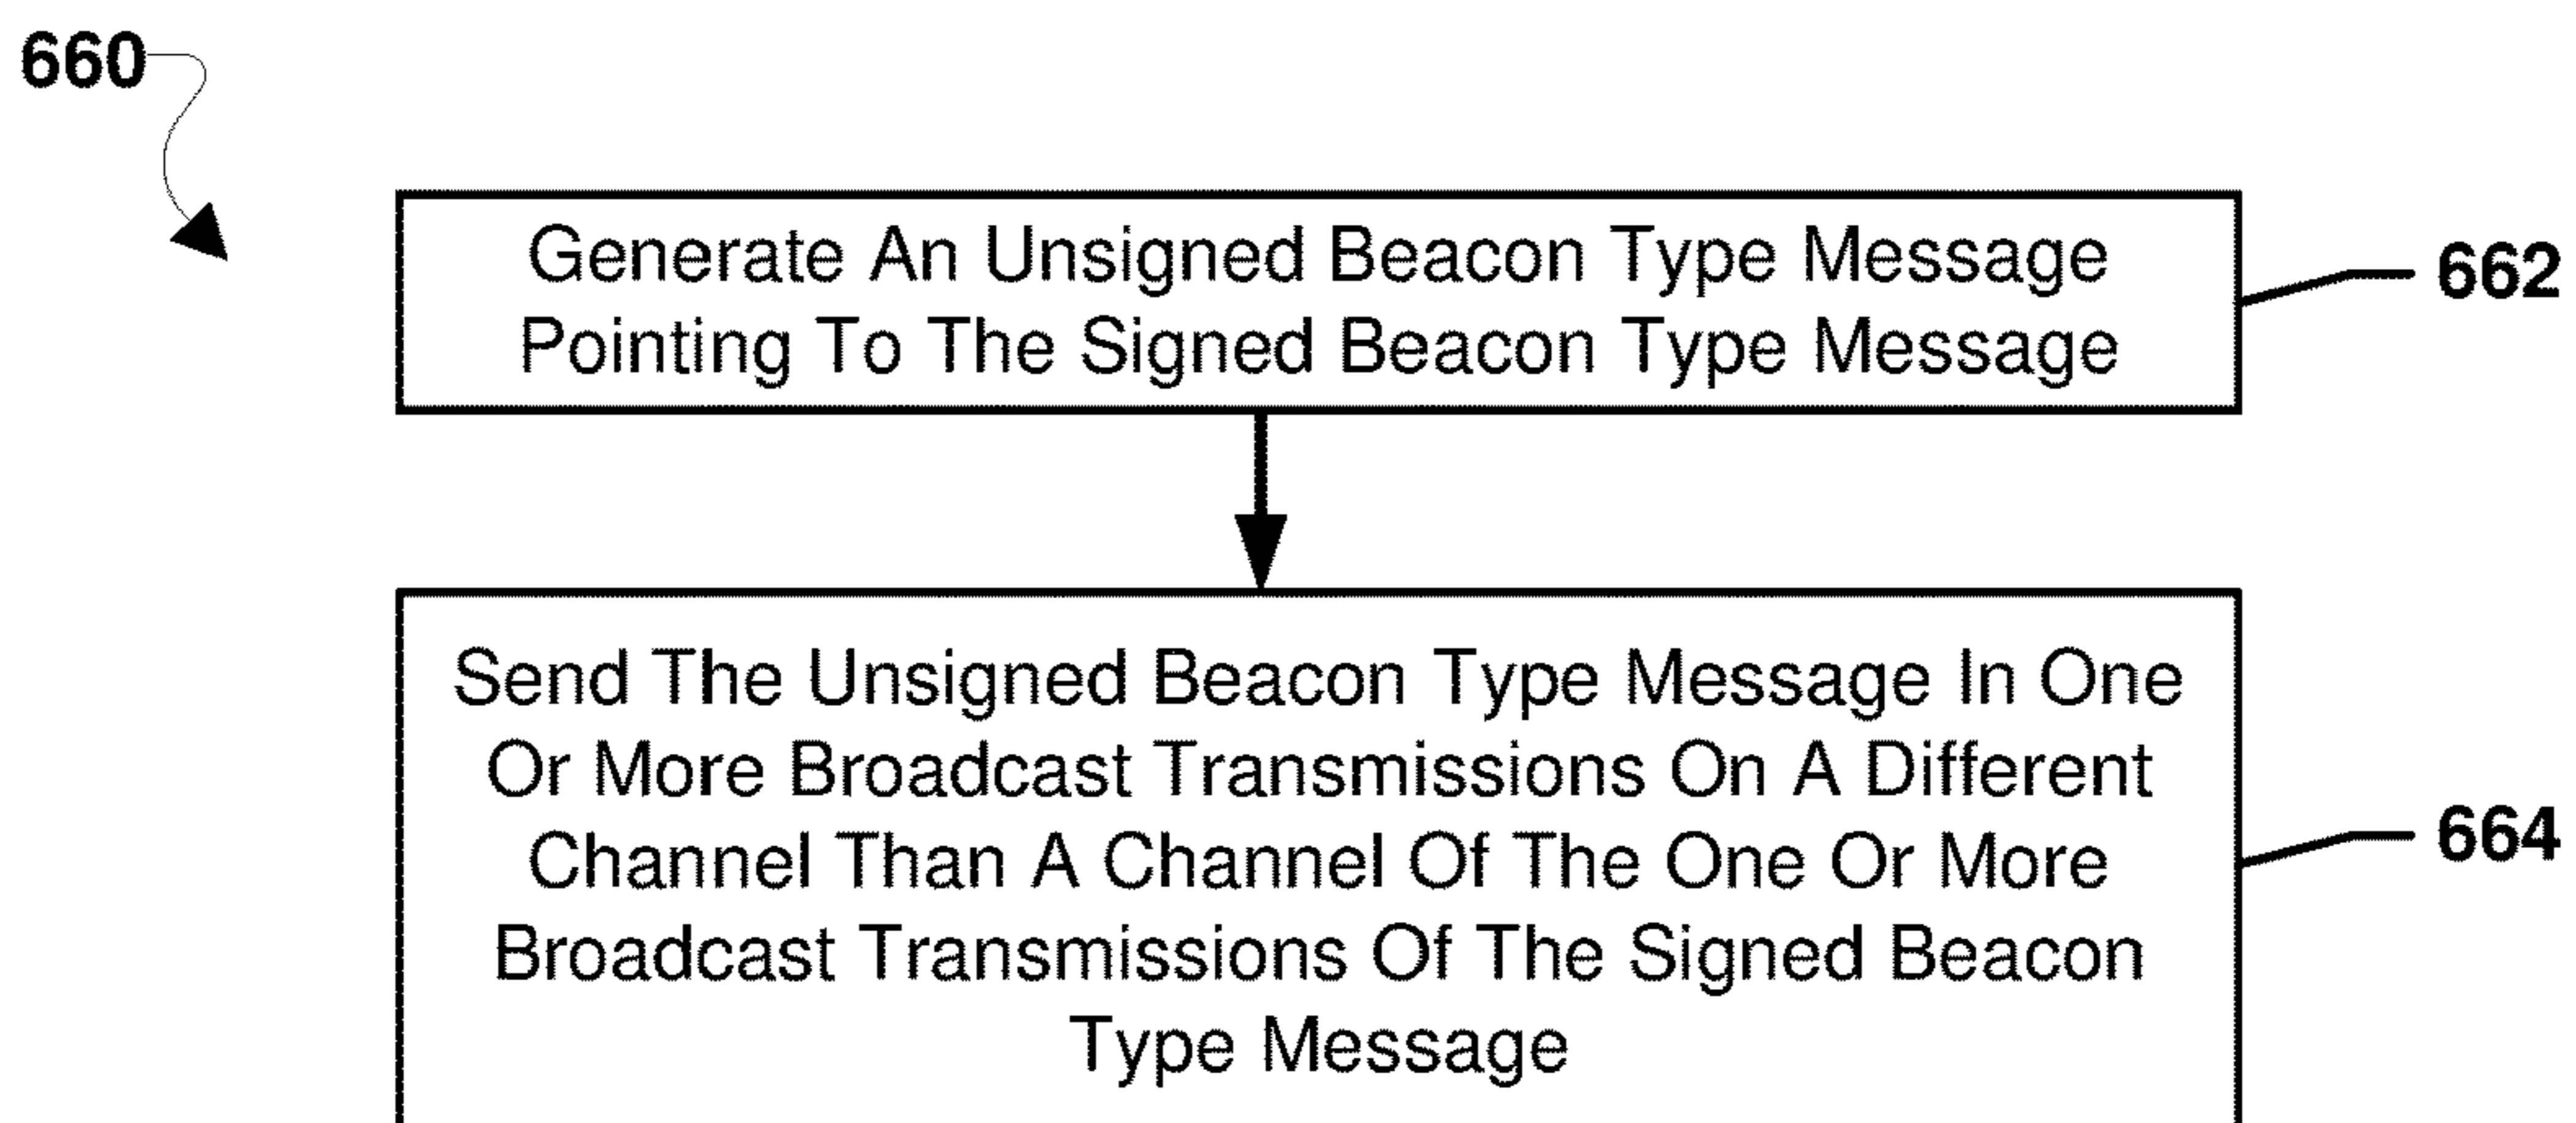 660
Generate An Unsigned Beacon Type Message
Pointing To The Signed Beacon Type Message
662
Send The Unsigned Beacon Type Message In One
Or More Broadcast Transmissions On A Different
Channel Than A Channel Of The One Or More
Broadcast Transmissions Of The Signed Beacon
Type Message
664